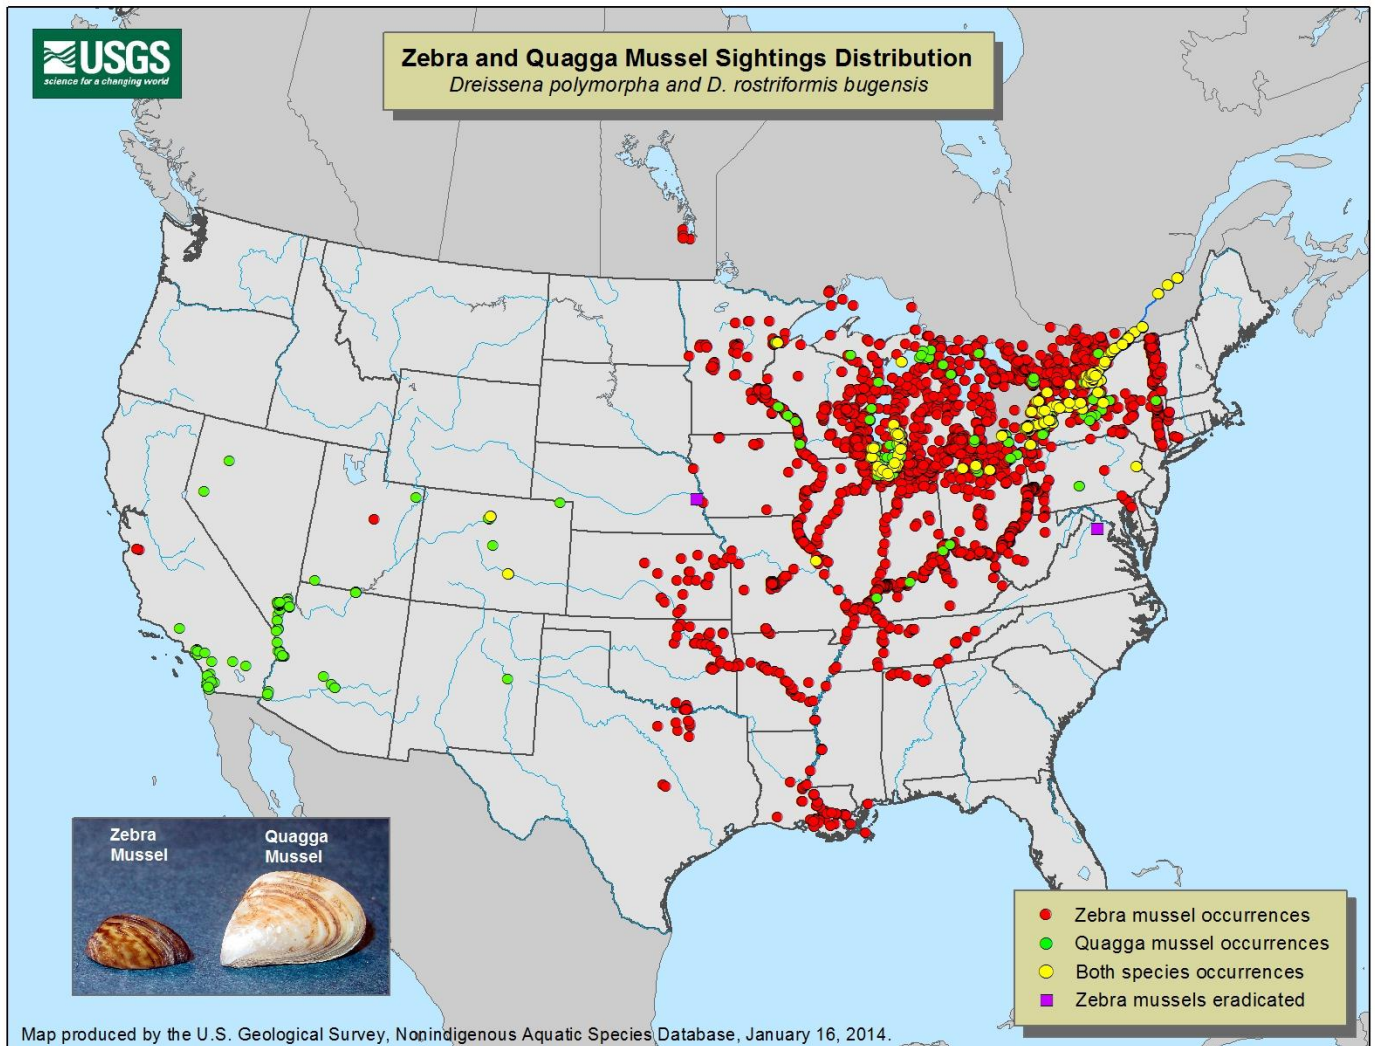 USGS
science for a changing world
Zebra and Quagga Mussel Sightings Distribution
Dreissena polymorpha and D. rostriformis bugensis
Zebra
Mussel
Quagga
Mussel
Zebra mussel occurrences
Quagga mussel occurrences
Both species occurrences
Zebra mussels eradicated
Map produced by the U.S. Geological Survey, Nonindigenous Aquatic Species Database, January 16, 2014.